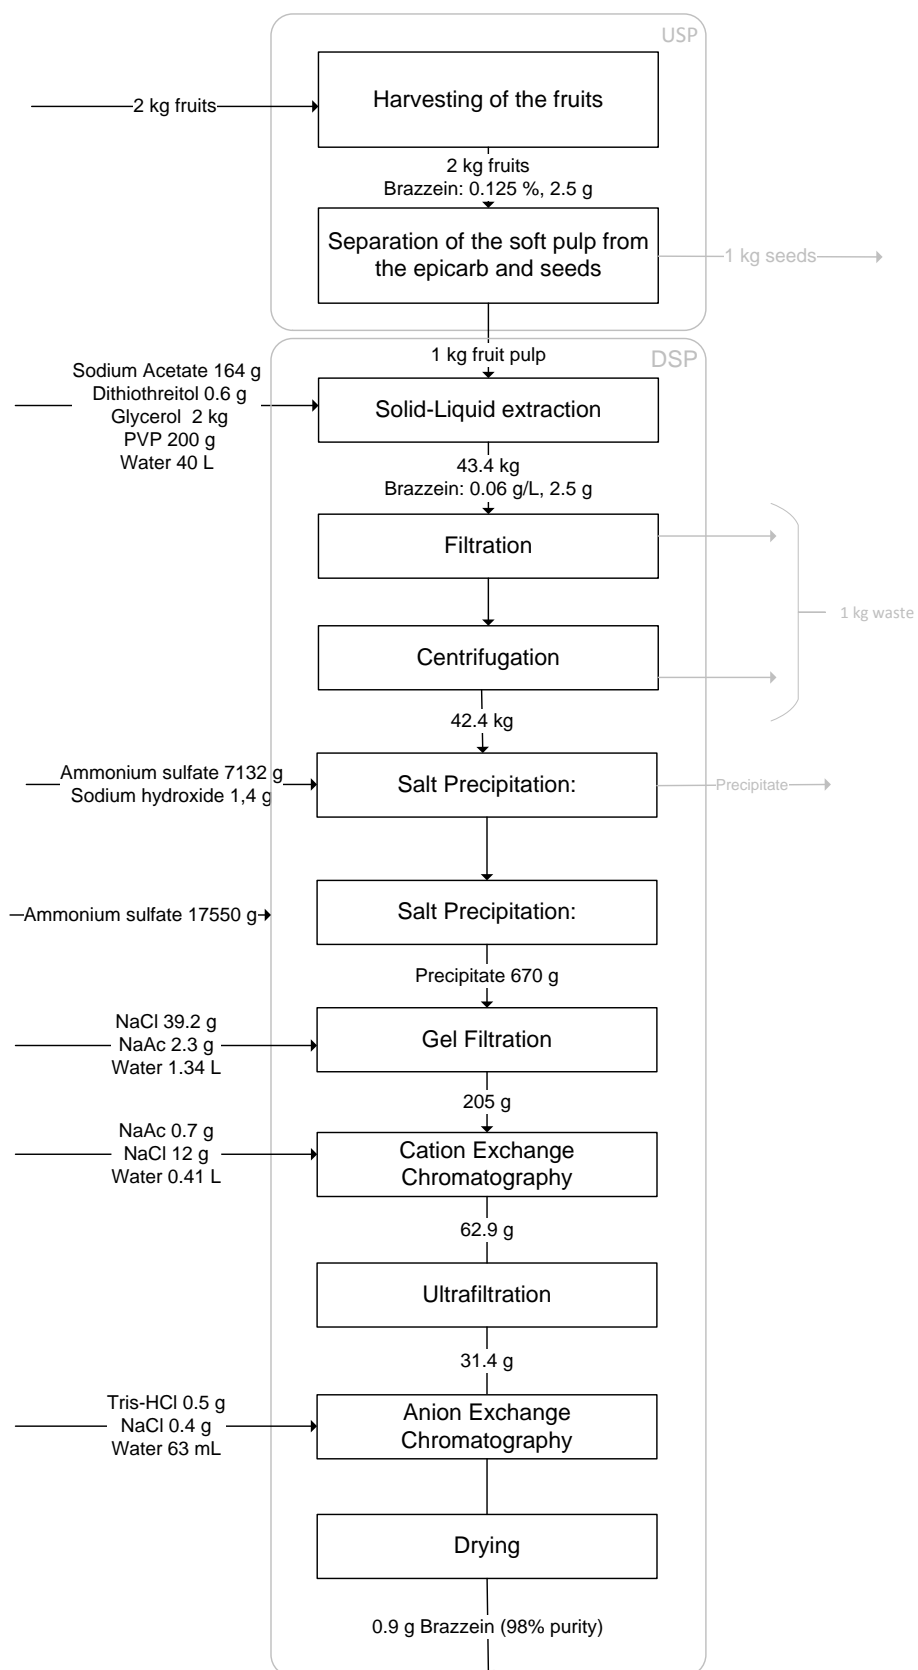 USP
2 kg fruits
Harvesting of the fruits
2 kg fruits
Brazzein: 0.125 %, 2.5 g
Separation of the soft pulp from
the epicarb and seeds
1 kg seeds
1 kg fruit pulp
DSP
Sodium Acetate 164 g
Dithiothreitol 0.6 g
Glycerol 2 kg
PVP 200 g
Water 40 L
Solid-Liquid extraction
43.4 kg
Brazzein: 0.06 g/L, 2.5 g
Filtration
1 kg waste
Centrifugation
42.4 kg
Ammonium sulfate 7132 g
Sodium hydroxide 1,4 g
Salt Precipitation:
Precipitate
Ammonium sulfate 17550 g
Salt Precipitation:
Precipitate 670 g
NaCl 39.2 g
NaAc 2.3 g
Water 1.34 L
Gel Filtration
205 g
NaAc 0.7 g
NaCl 12 g
Water 0.41 L
Cation Exchange
Chromatography
62.9 g
Ultrafiltration
31.4 g
Tris-HCl 0.5 g
NaCl 0.4 g
Water 63 mL
Anion Exchange
Chromatography
Drying
0.9 g Brazzein (98% purity)